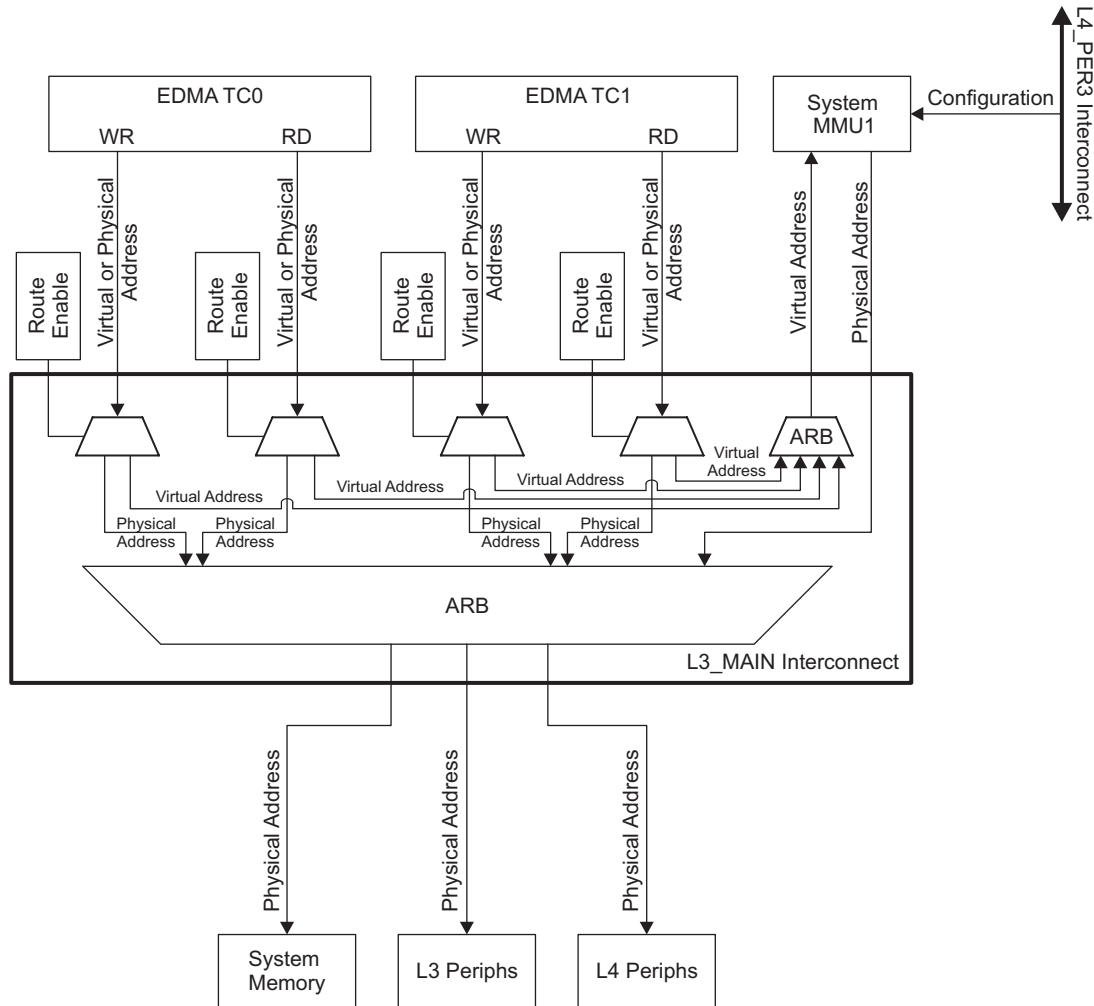 L4_PER3 Interconnect
EDMA TC0
WR
RD
EDMA TC1
WR
RD
System
MMU1
Configuration
Virtual or Physical
Address
Virtual or Physical
Address
Virtual or Physical
Address
Virtual or Physical
Address
Virtual Address
Physical Address
Route
Enable
Route
Enable
Route
Enable
Route
Enable
ARB
Virtual
Address
Virtual Address
Virtual Address
Virtual Address
Physical
Address
Physical
Address
Physical
Address
Physical
Address
ARB
L3_MAIN Interconnect
Physical Address
Physical Address
Physical Address
System
Memory
L3 Periphs
L4 Periphs